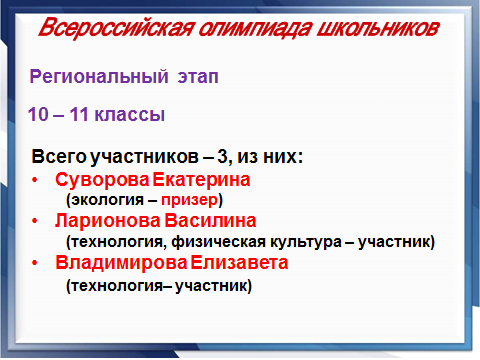 Всероссийская олимпиада школьников
Региональный этап
10 – 11 классы
Всего участников – 3, из них:
• Суворова Екатерина
(экология – призер)
• Ларионова Василина
(технология, физическая культура – участник)
• Владимирова Елизавета
(технология– участник)